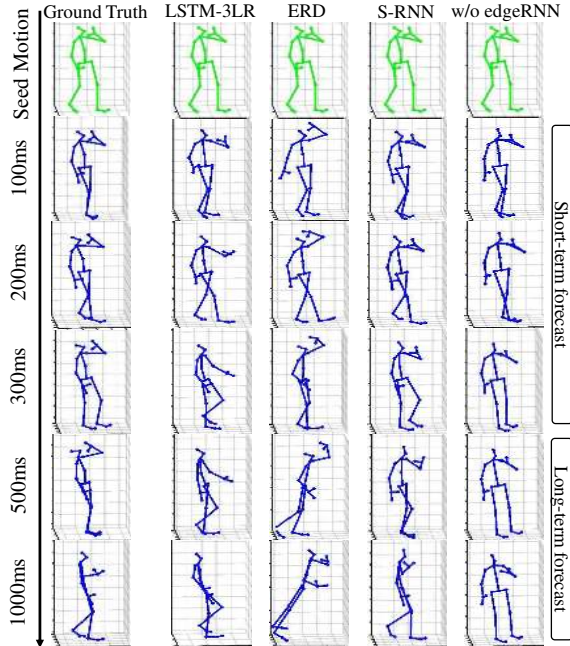 Ground Truth LSTM-3LR ERD S-RNN w/o edgeRNN
Seed Motion
100ms
200ms
300ms
500ms
1000ms
Short-term forecast
Long-term forecast